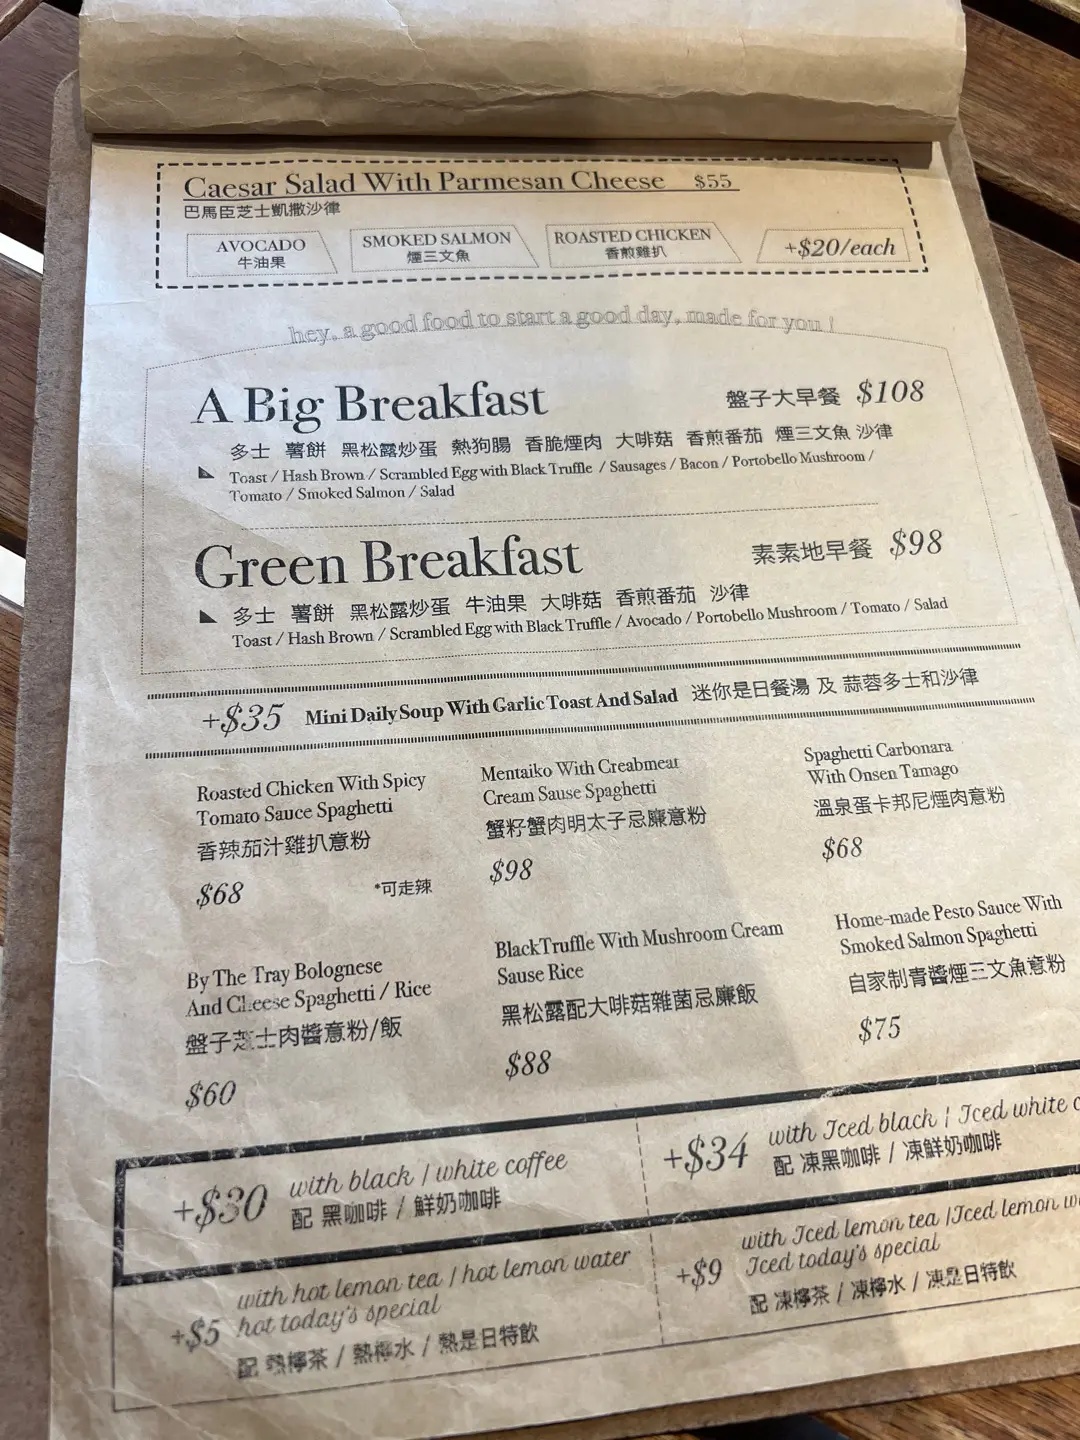 Caesar Salad With Parmesan Cheese $55
巴馬臣芝士凱撒沙律
AVOCADO
牛油果
SMOKED SALMON
煙三文魚
ROASTED CHICKEN
香煎雞扒
+$20/each
hey, a good food to start a good day, made for you !
A Big Breakfast 盤子大早餐 $108
多士 薯餅 黑松露炒蛋 熱狗腸 香脆煙肉 大啡菇 香煎番茄 煙三文魚 沙律
Toast / Hash Brown / Scrambled Egg with Black Truffle / Sausages / Bacon / Portobello Mushroom /
Tomato / Smoked Salmon / Salad
Green Breakfast 素素地早餐 $98
多士 薯餅 黑松露炒蛋 牛油果 大啡菇 香煎番茄 沙律
Toast / Hash Brown / Scrambled Egg with Black Truffle / Avocado / Portobello Mushroom / Tomato / Salad
+$35 Mini Daily Soup With Garlic Toast And Salad 迷你是日餐湯 及 蒜蓉多士和沙律
Roasted Chicken With Spicy
Tomato Sauce Spaghetti
香辣茄汁雞扒意粉
$68 *可走辣
Mentaiko With Creabmeat
Cream Sause Spaghetti
蟹籽蟹肉明太子忌廉意粉
$98
Spaghetti Carbonara
With Onsen Tamago
溫泉蛋卡邦尼煙肉意粉
$68
By The Tray Bolognese
And Cheese Spaghetti / Rice
盤子芝士肉醬意粉/飯
$60
BlackTruffle With Mushroom Cream
Sause Rice
黑松露配大啡菇雜菌忌廉飯
$88
Home-made Pesto Sauce With
Smoked Salmon Spaghetti
自家制青醬煙三文魚意粉
$75
+$30 with black / white coffee
配 黑咖啡 / 鮮奶咖啡
+$34 with Iced black / Iced white
配 凍黑咖啡 / 凍鮮奶咖啡
+$5 with hot lemon tea / hot lemon water
hot today's special
配 熱檸茶 / 熱檸水 / 熱是日特飲
+$9 with Iced lemon tea / Iced lemon
Iced today's special
配 凍檸茶 / 凍檸水 / 凍是日特飲